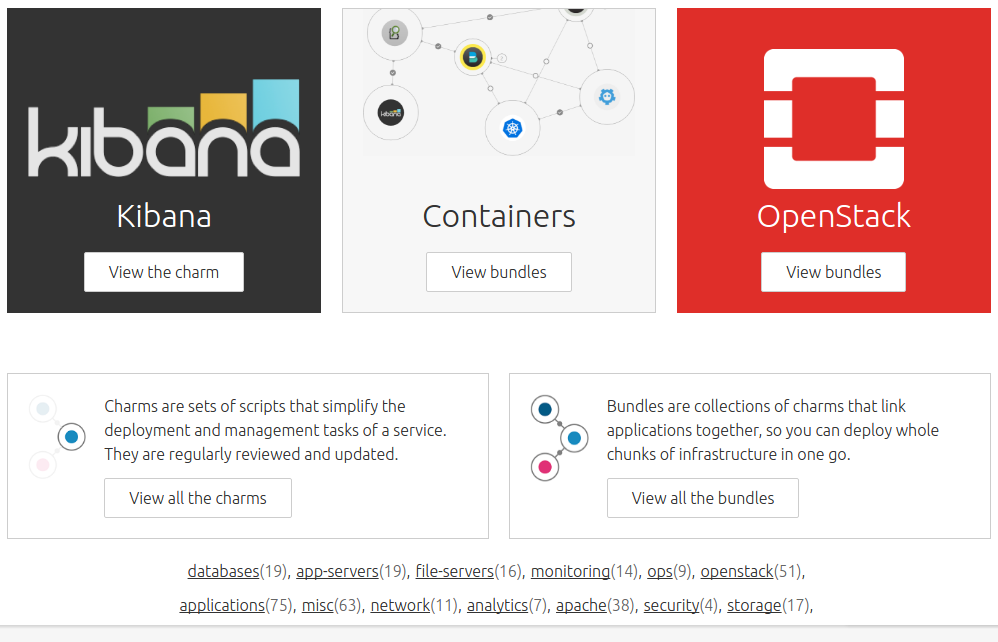 kibana
Kibana
View the charm
kibana
Containers
View bundles
OpenStack
View bundles
Charms are sets of scripts that simplify the
deployment and management tasks of a service.
They are regularly reviewed and updated.
View all the charms
Bundles are collections of charms that link
applications together, so you can deploy whole
chunks of infrastructure in one go.
View all the bundles
databases(19), app-servers(19), file-servers(16), monitoring(14), ops(9), openstack(51),
applications(75), misc(63), network(11), analytics(7), apache(38), security(4), storage(17),